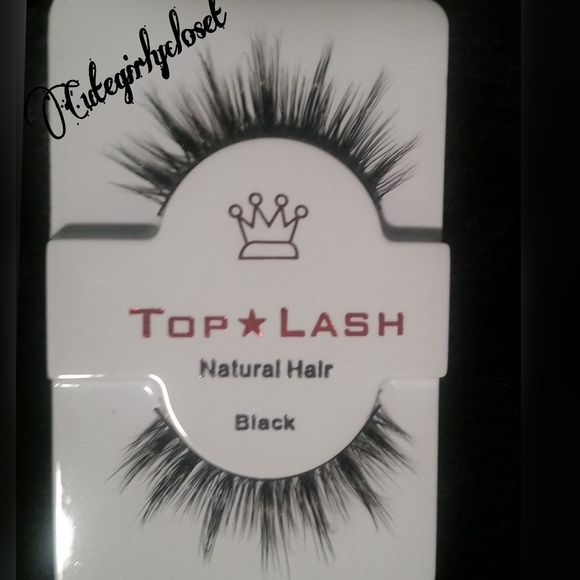 Cutegirlycloset
TOP★LASH
Natural Hair
Black